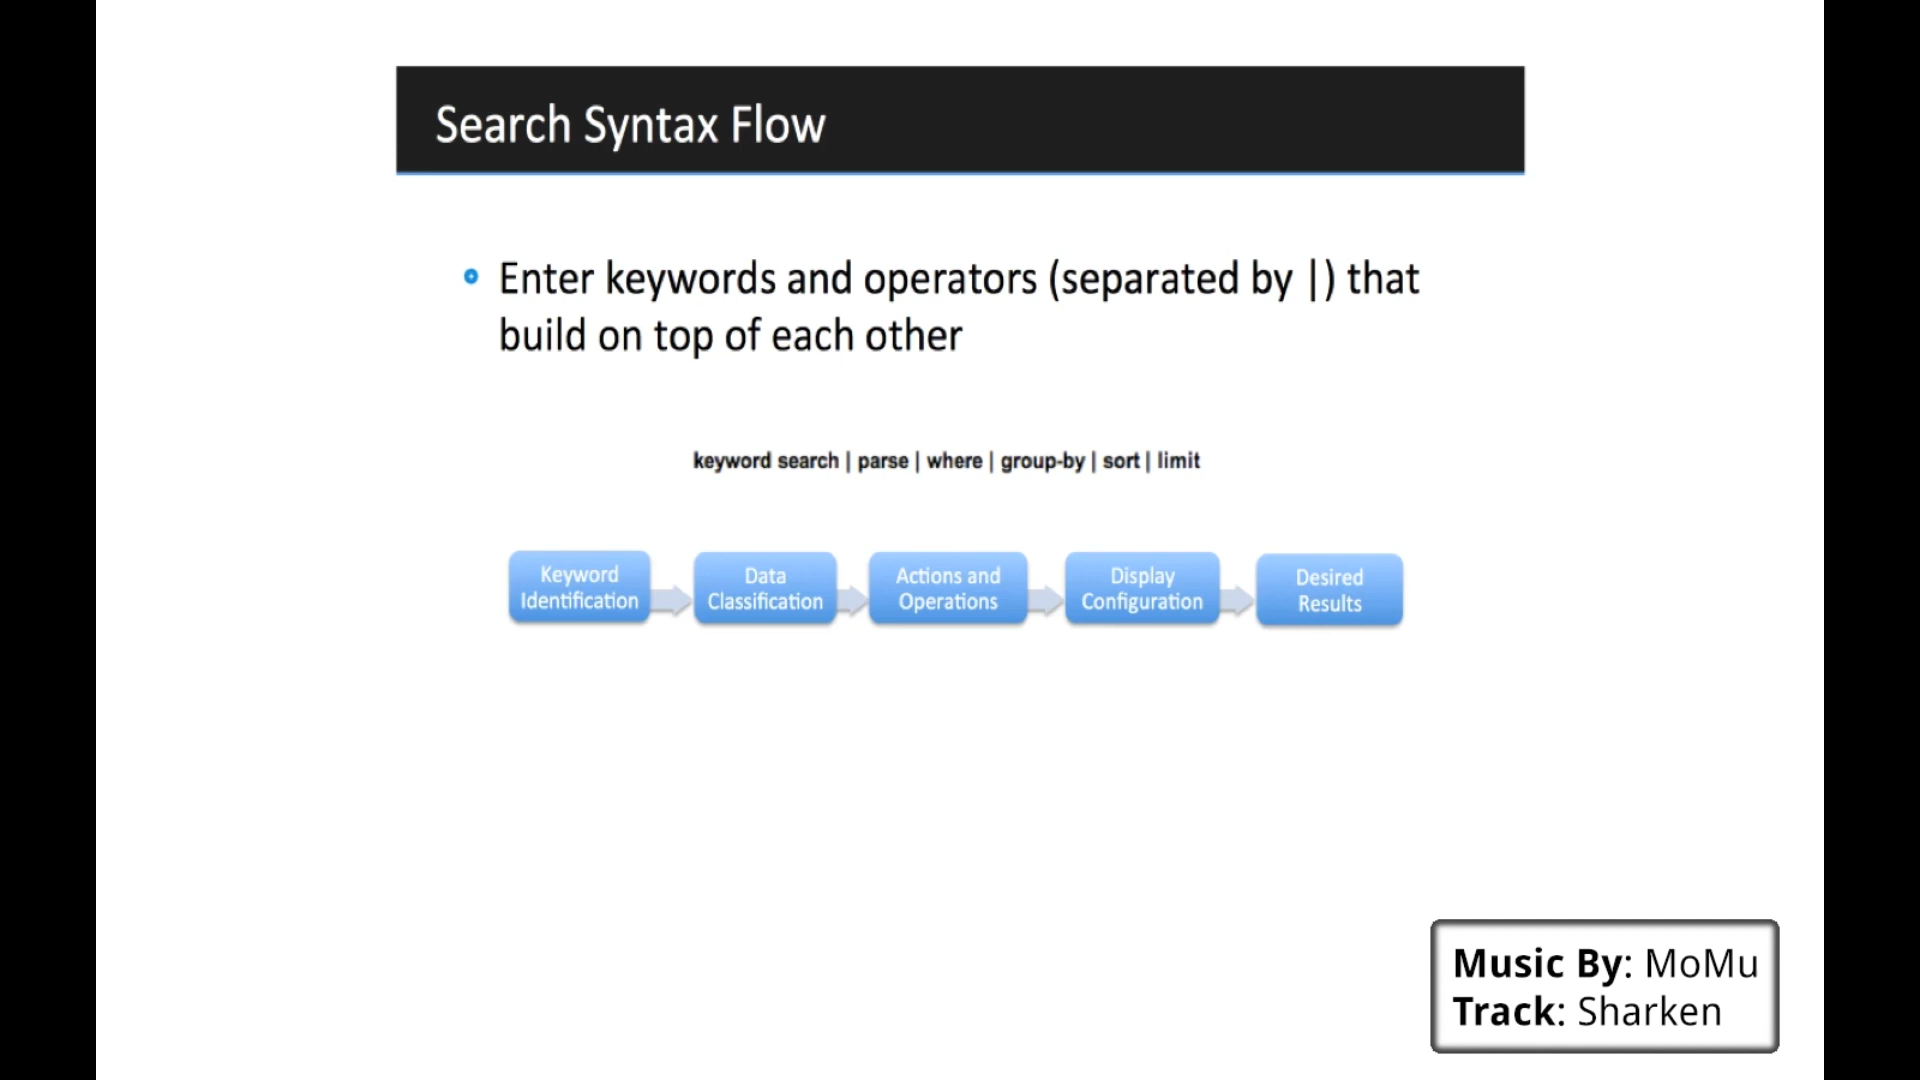 Search Syntax Flow
Enter keywords and operators (separated by |) that
build on top of each other
keyword search | parse | where | group-by | sort | limit
Keyword
Identification
Data
Classification
Actions and
Operations
Display
Configuration
Desired
Results
Music By: MoMu
Track: Sharken